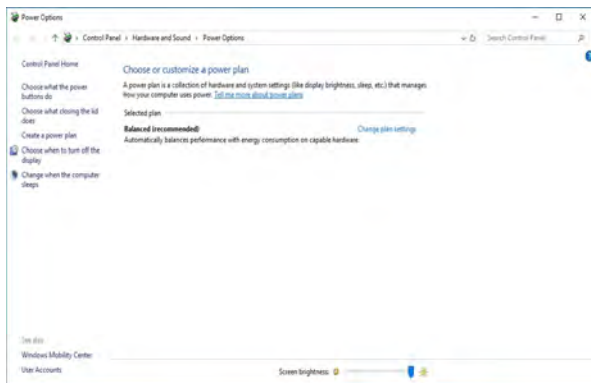 Power Options
Control Panel › Hardware and Sound › Power Options
Search Control Panel
Control Panel Home
Choose what the power
buttons do
Choose what closing the lid
does
Create a power plan
Choose when to turn off the
display
Change when the computer
sleeps
See also
Windows Mobility Center
User Accounts
Choose or customize a power plan
A power plan is a collection of hardware and system settings (like display brightness, sleep, etc.) that manages
how your computer uses power. Tell me more about power plans
Selected plan
Balanced (recommended) Change plan settings
Automatically balances performance with energy consumption on capable hardware.
Screen brightness: